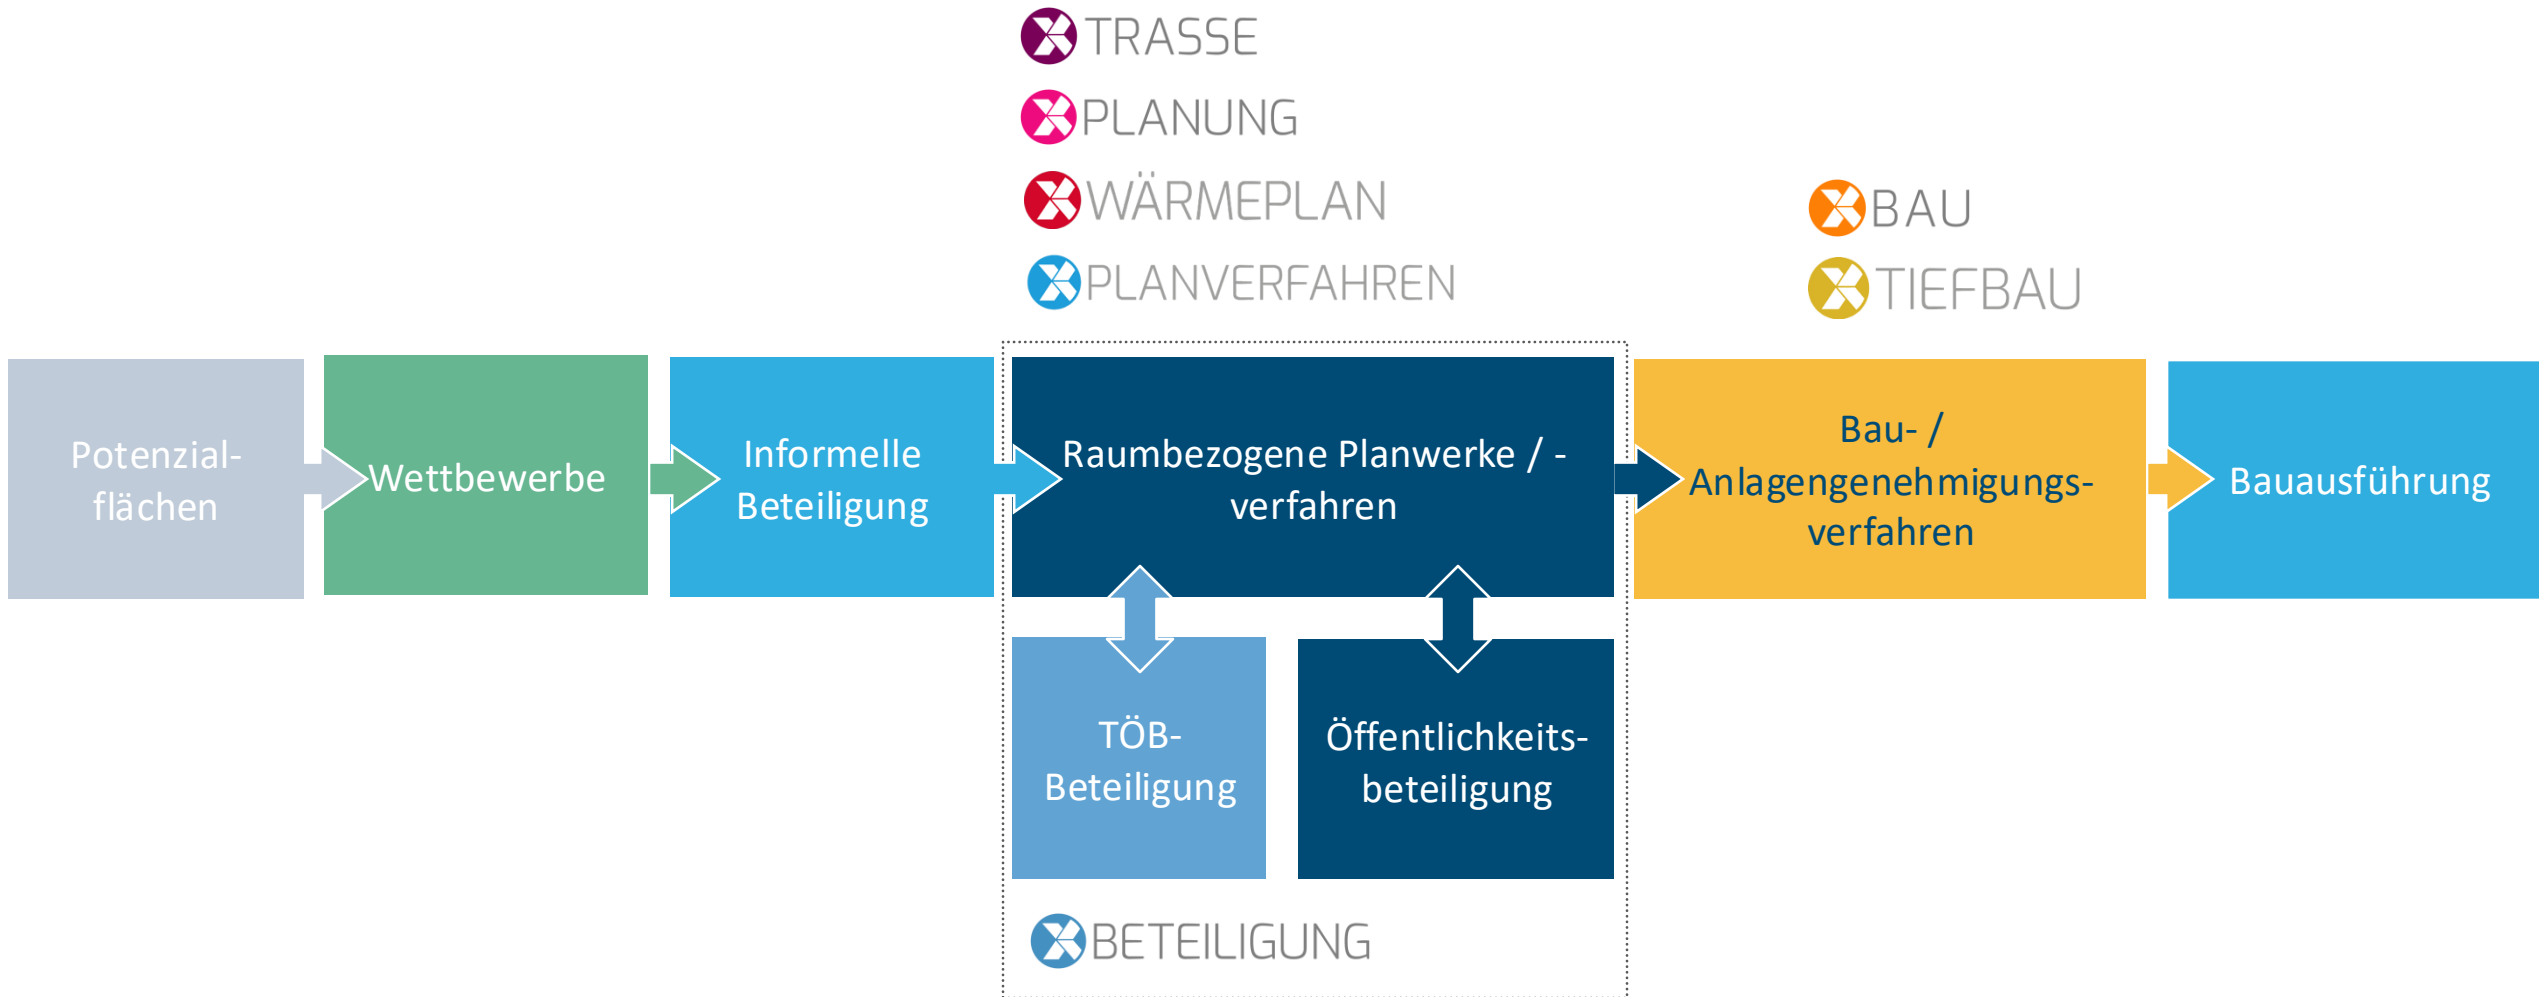 TRASSE
PLANUNG
WÄRMEPLAN
PLANVERFAHREN
BAU
TIEFBAU
Potenzial-
flächen
Wettbewerbe
Informelle
Beteiligung
Raumbezogene Planwerke / -
verfahren
Bau- /
Anlagengenehmigungs-
verfahren
Bauausführung
TÖB-
Beteiligung
Öffentlichkeits-
beteiligung
BETEILIGUNG